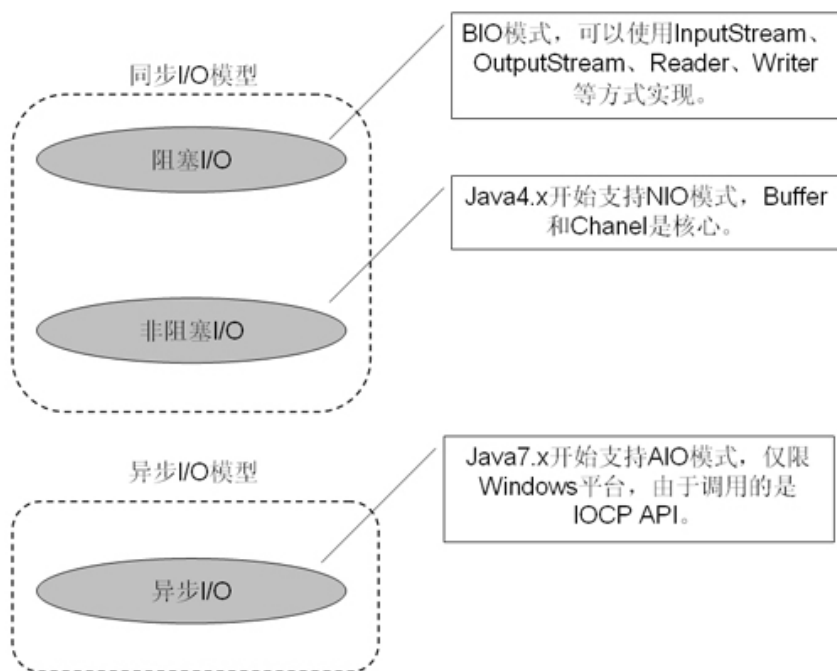 同步I/O模型
阻塞I/O
BIO模式，可以使用InputStream、
OutputStream、Reader、Writer
等方式实现。
非阻塞I/O
Java4.x开始支持NIO模式，Buffer
和Chanel是核心。
异步I/O模型
异步I/O
Java7.x开始支持AIO模式，仅限
Windows平台，由于调用的是
IOCP API。